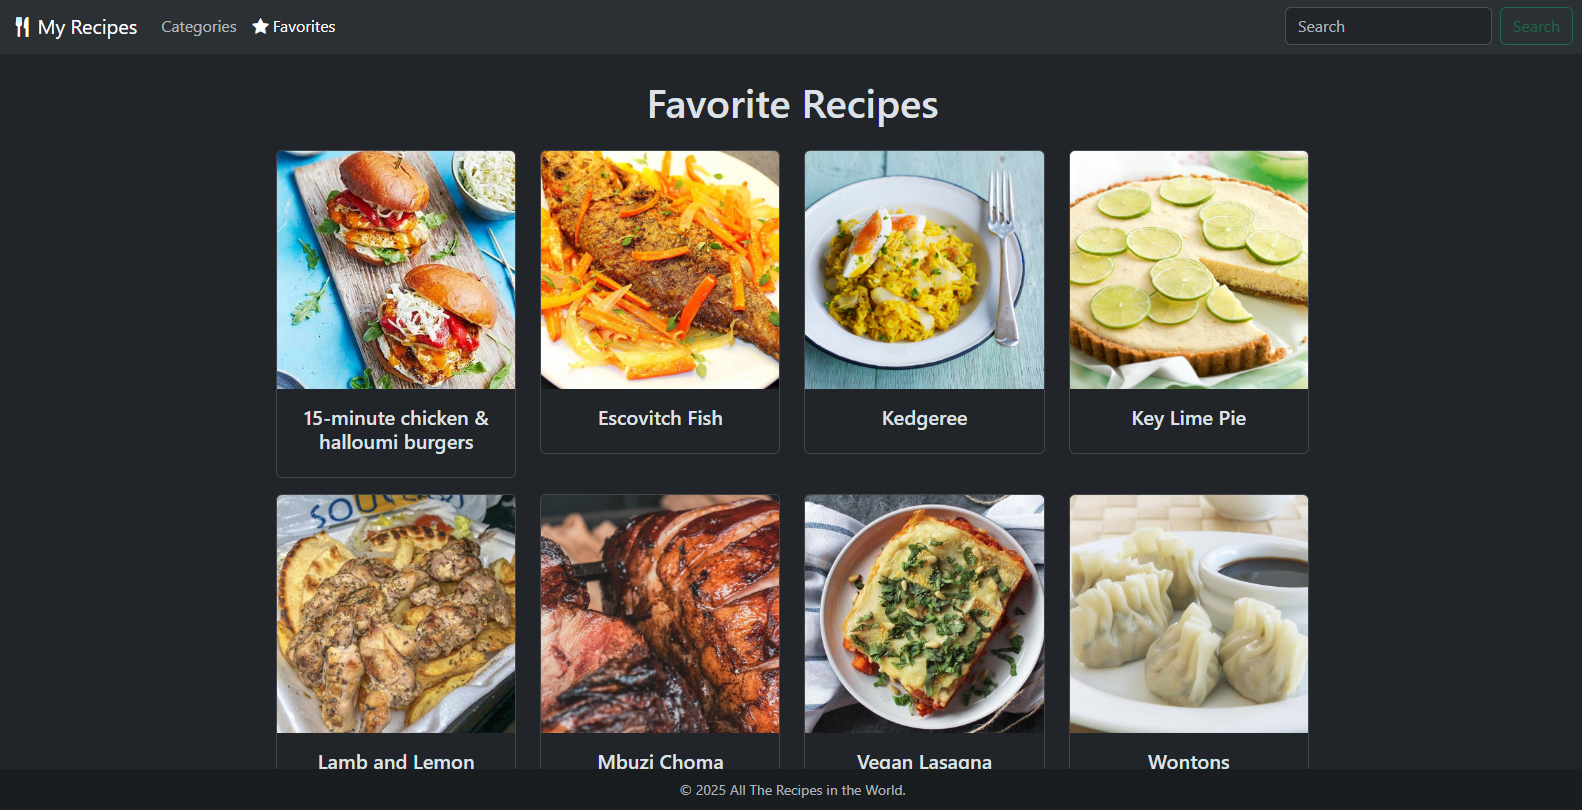 My Recipes Categories Favorites Search Search
Favorite Recipes
15-minute chicken &
halloumi burgers
Escovitch Fish
Kedgeree
Key Lime Pie
Lamb and Lemon
Mbuzi Choma
Vegan Lasagna
Wontons
© 2025 All The Recipes in the World.